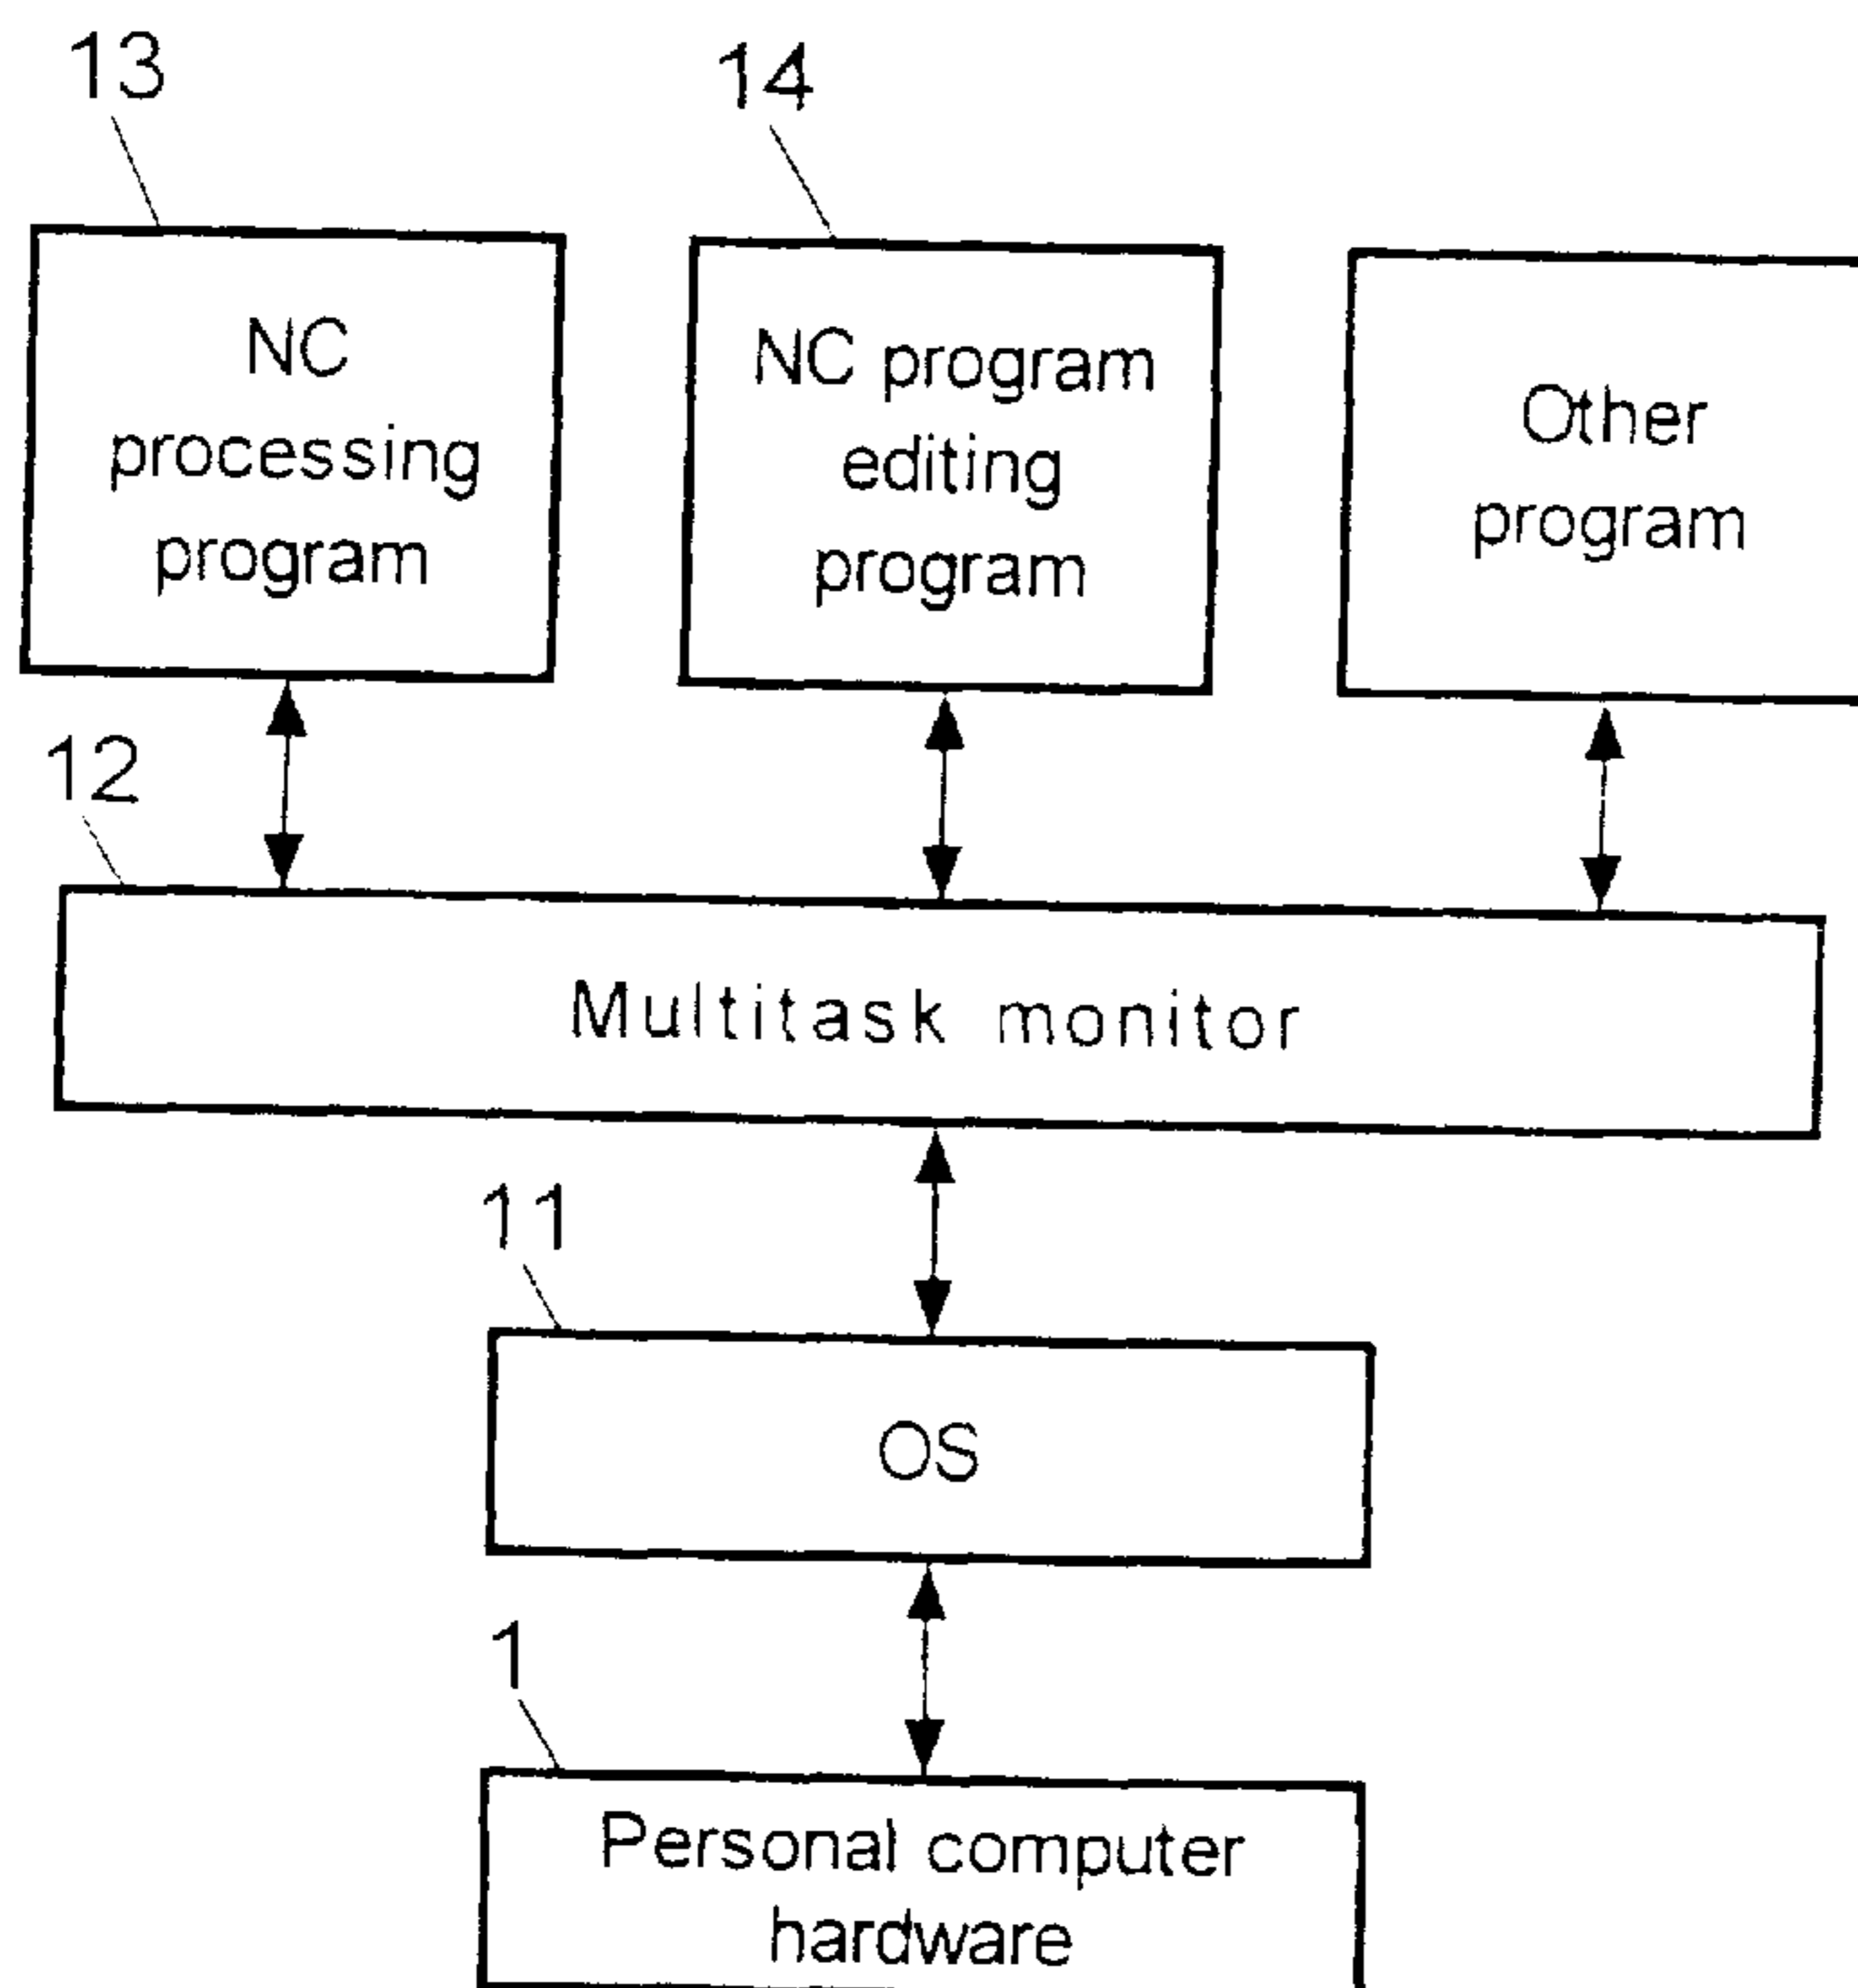 13
14
NC
processing
program
NC program
editing
program
Other
program
12
Multitask monitor
11
OS
1
Personal computer
hardware